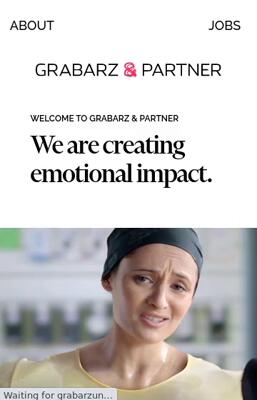 ABOUT JOBS
GRABARZ & PARTNER
WELCOME TO GRABARZ & PARTNER
We are creating
emotional impact.
Waiting for grabarzun...